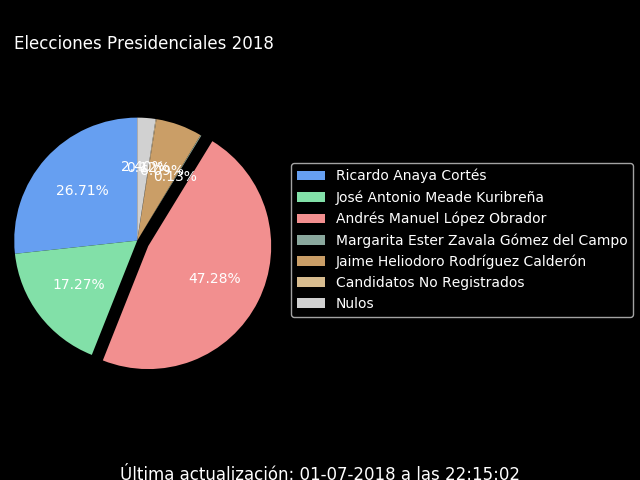 Elecciones Presidenciales 2018
26.71%
17.27%
47.28%
0.13%
Ricardo Anaya Cortés
José Antonio Meade Kuribreña
Andrés Manuel López Obrador
Margarita Ester Zavala Gómez del Campo
Jaime Heliodoro Rodríguez Calderón
Candidatos No Registrados
Nulos
Última actualización: 01-07-2018 a las 22:15:02